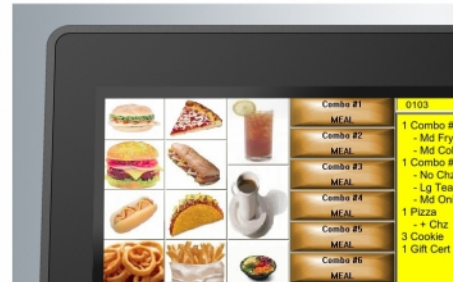 Combo #1
MEAL
Combo #2
MEAL
Combo #3
MEAL
Combo #4
MEAL
Combo #5
MEAL
Combo #6
MEAL
0103
1 Combo #
- Md Fry
- Md Col
1 Combo #
- No Chz
- Lg Tea
- Md Oni
1 Pizza
- + Chz
3 Cookie
1 Gift Cert